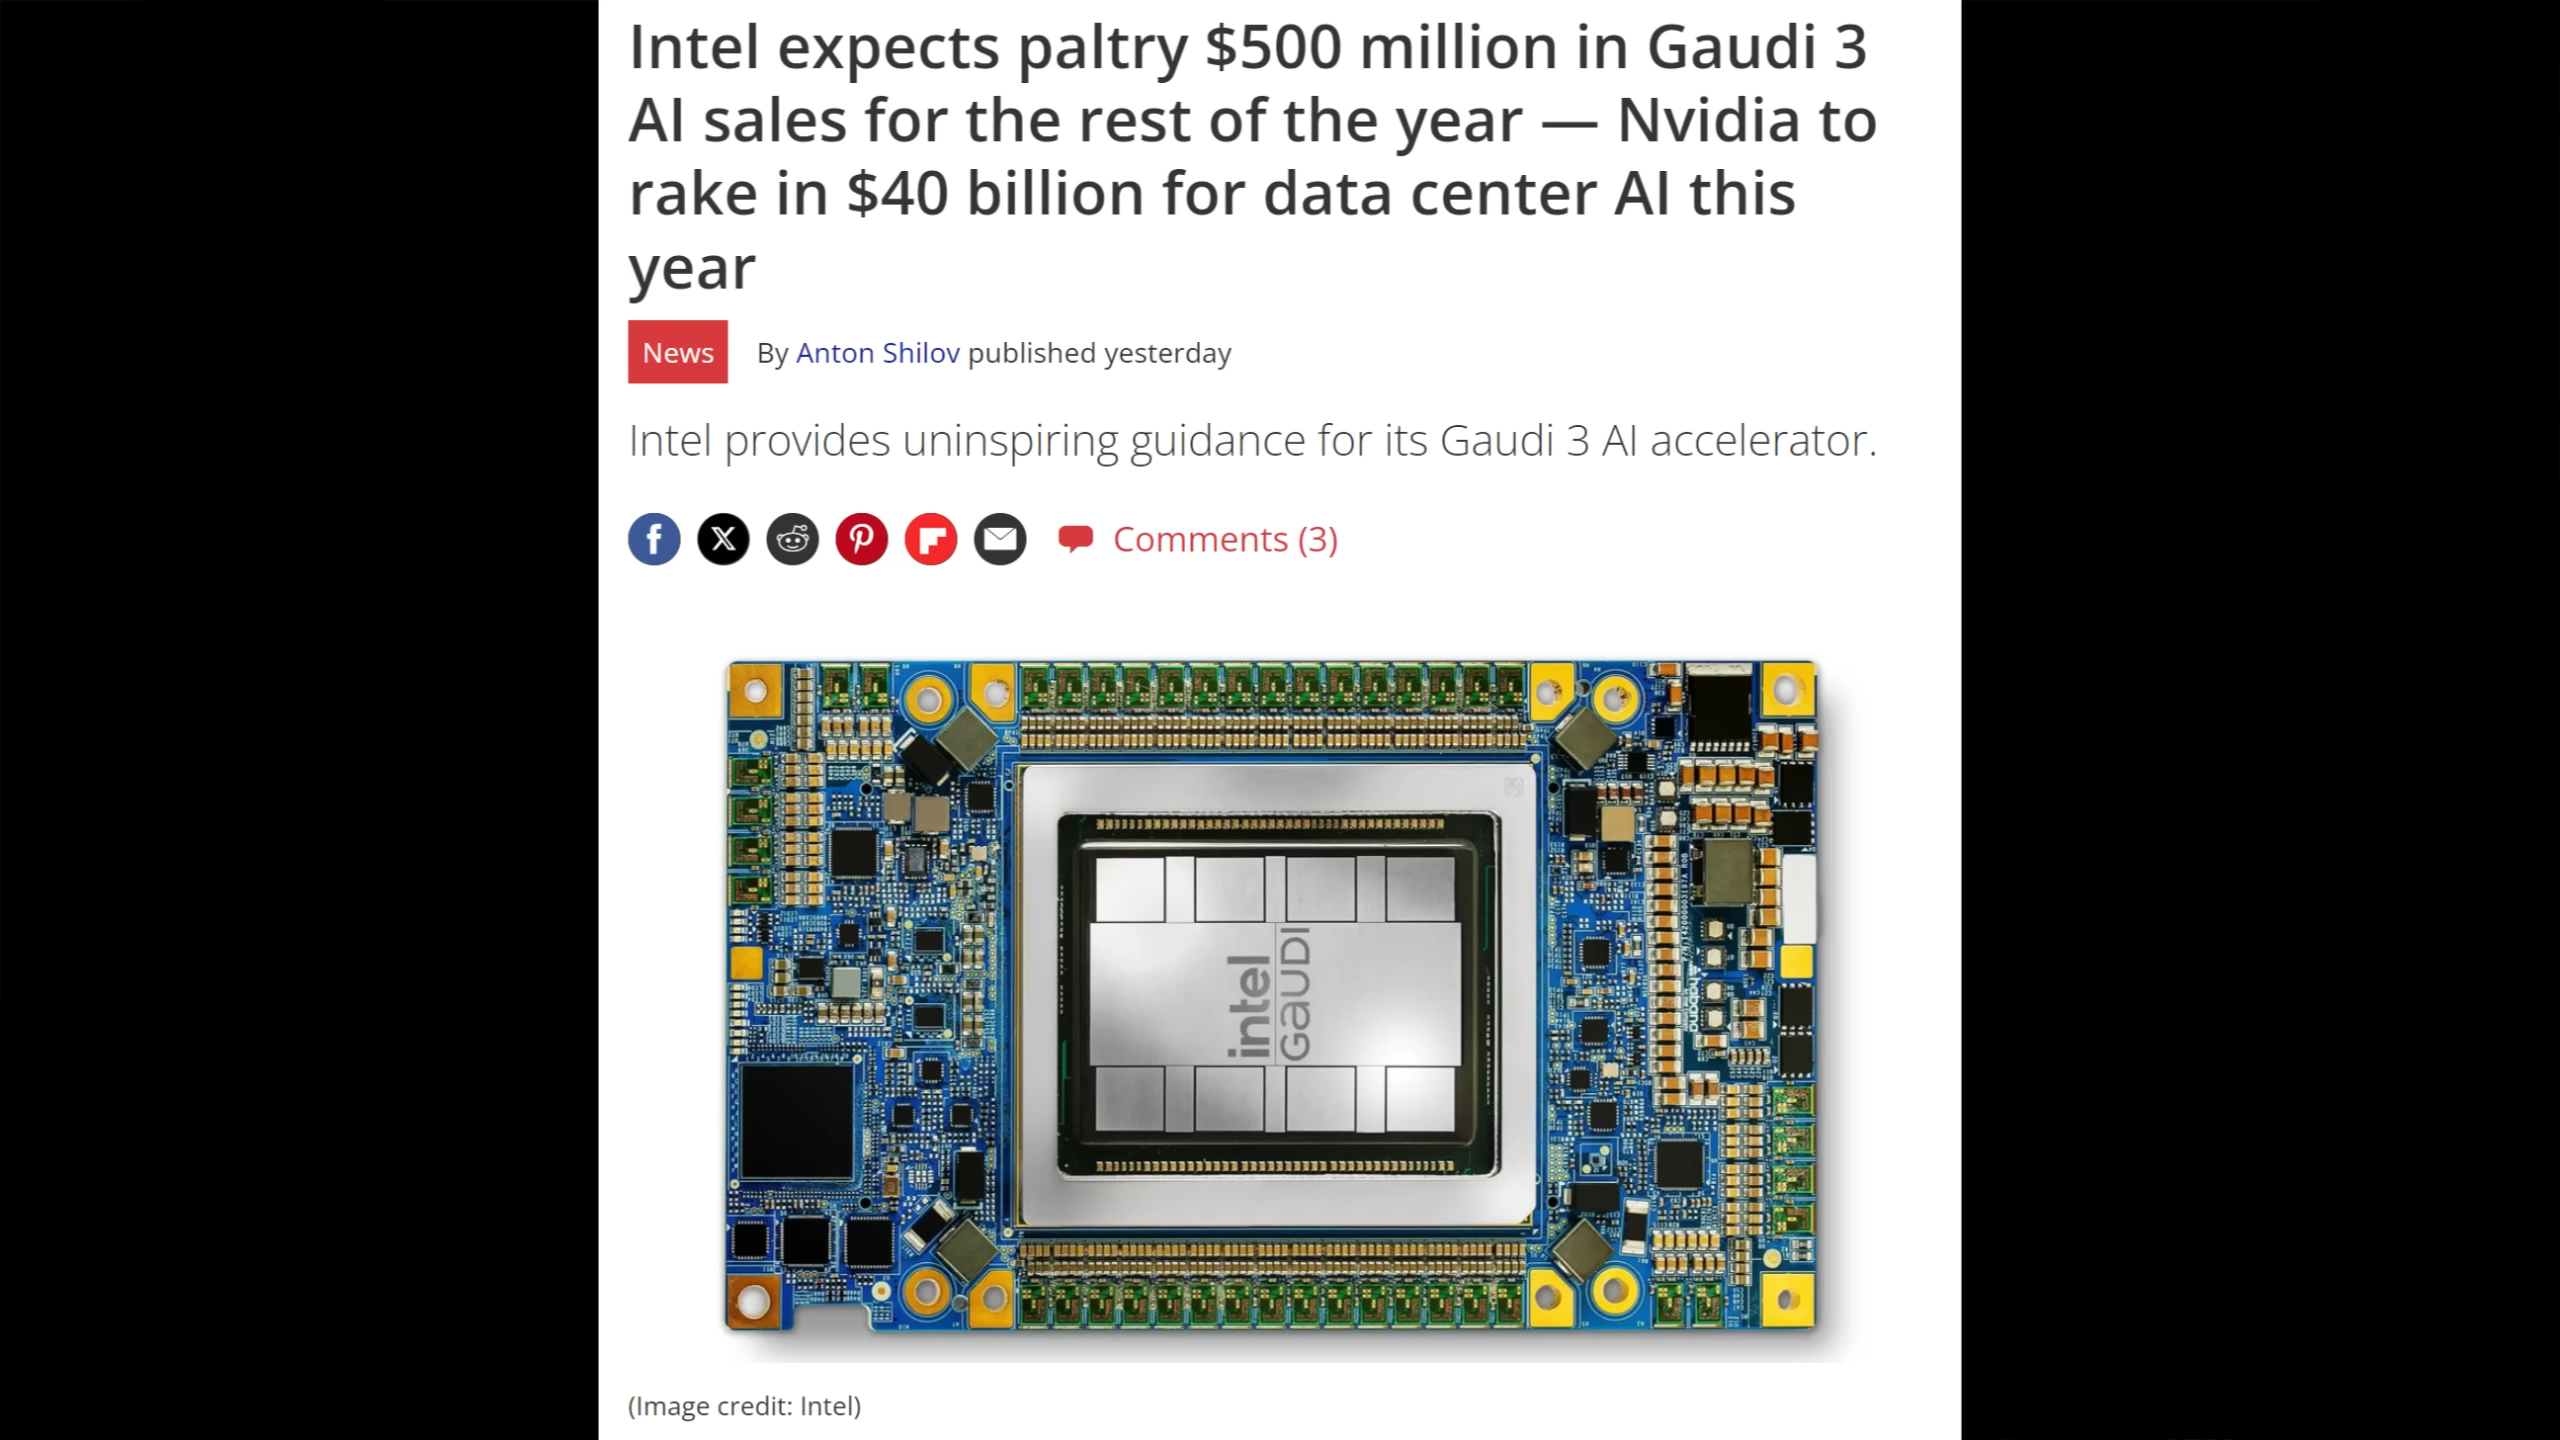 Intel expects paltry $500 million in Gaudi 3
AI sales for the rest of the year — Nvidia to
rake in $40 billion for data center AI this
year
News
By Anton Shilov published yesterday
Intel provides uninspiring guidance for its Gaudi 3 AI accelerator.
Comments (3)
intel
GAUDI
habana
(Image credit: Intel)